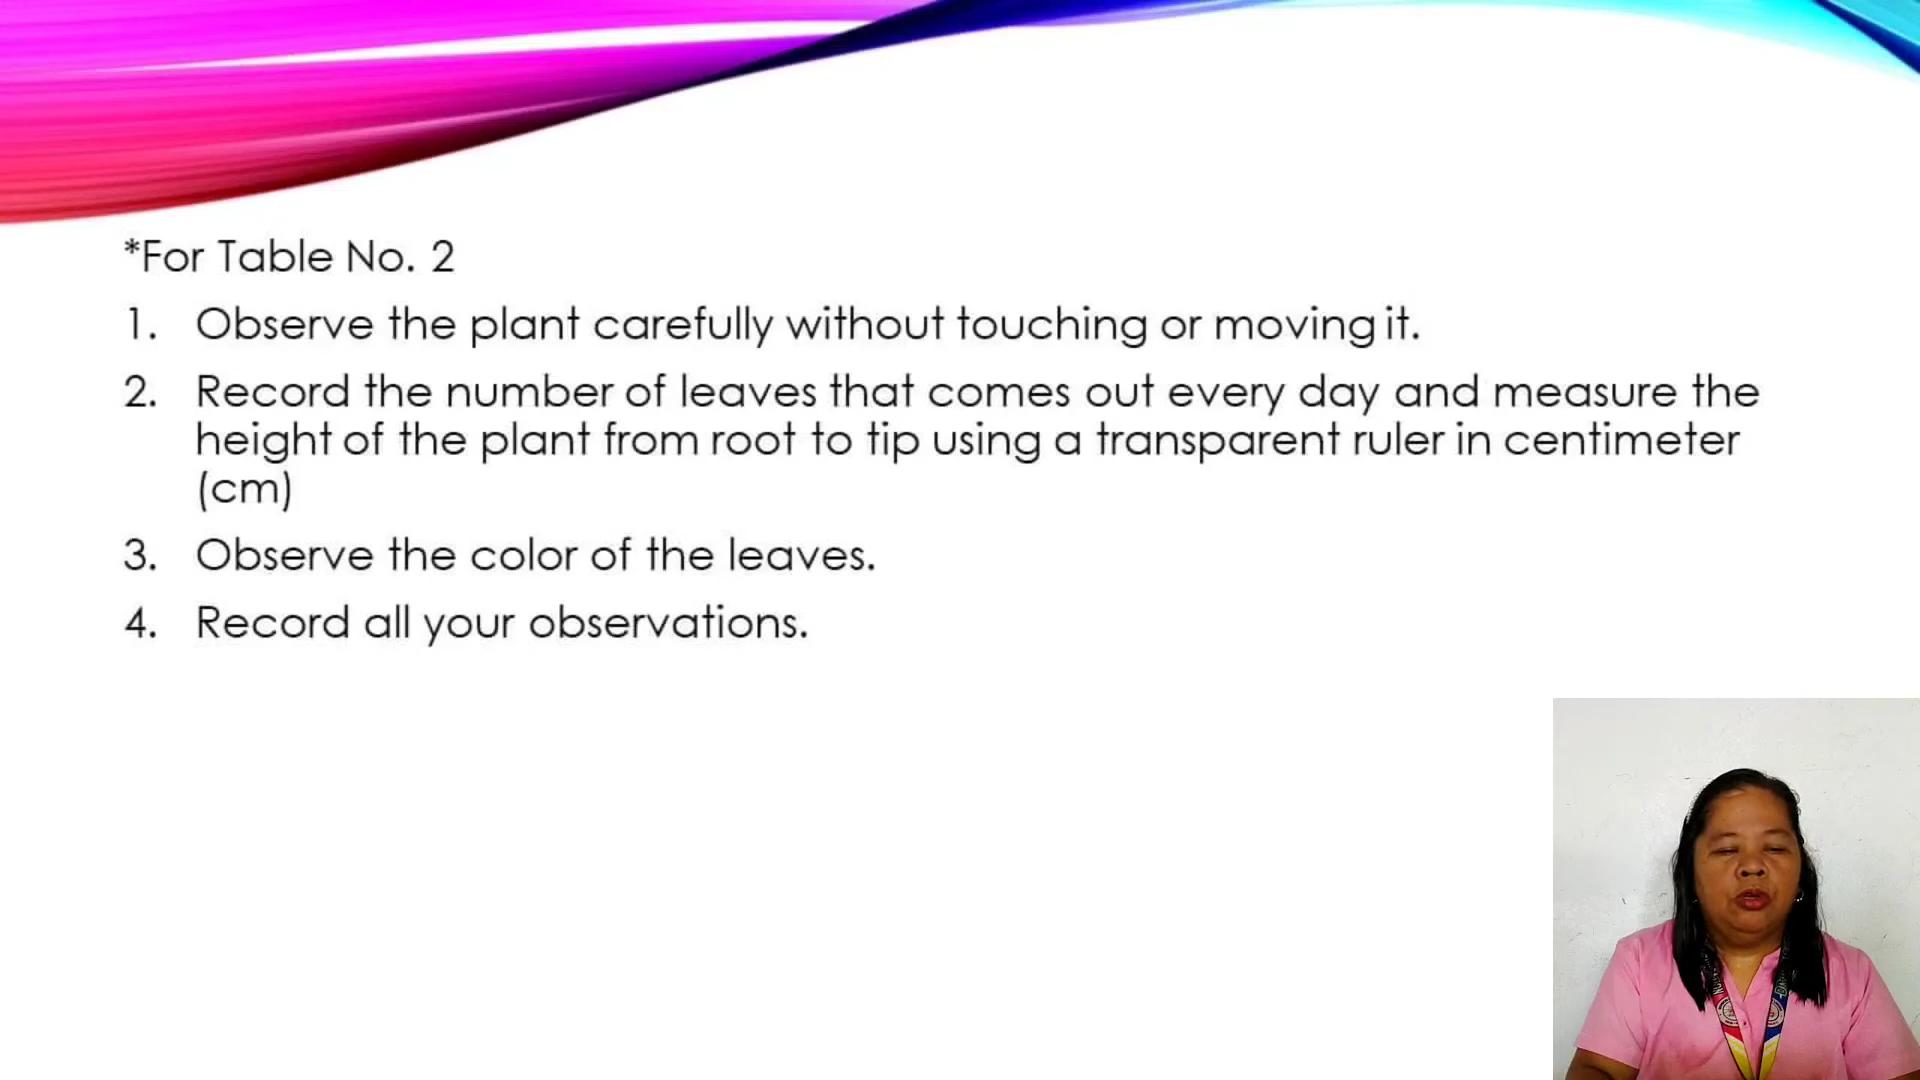 *For Table No. 2
1. Observe the plant carefully without touching or moving it.
2. Record the number of leaves that comes out every day and measure the
height of the plant from root to tip using a transparent ruler in centimeter
(cm)
3. Observe the color of the leaves.
4. Record all your observations.